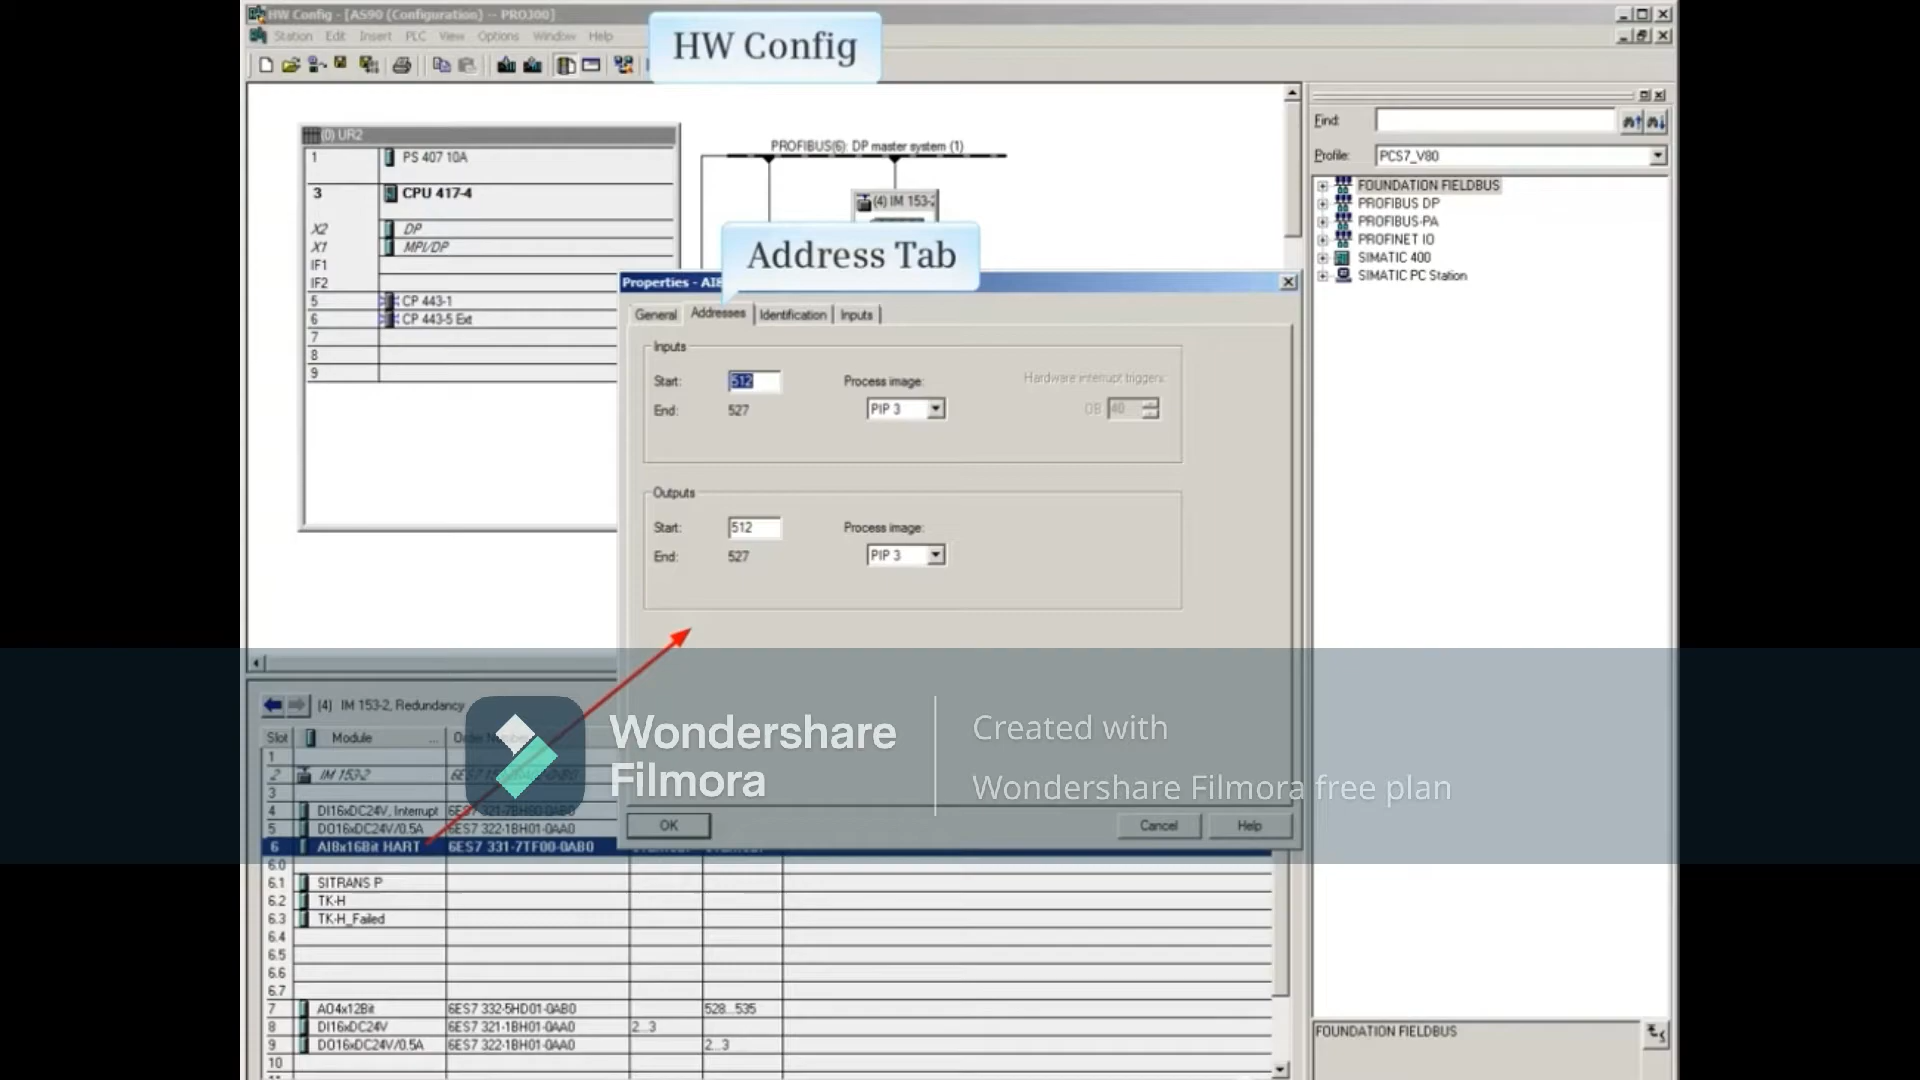 HW Config - [AS90 (Configuration) -- PROJ00]
Station Edit Insert PLC View Options Window Help
HW Config
Find:
Profile: PCS7_V80
FOUNDATION FIELDBUS
PROFIBUS DP
PROFIBUS-PA
PROFINET IO
SIMATIC 400
SIMATIC PC Station
(0) UR2
1 PS 407 10A
3 CPU 417-4
X2 DP
X1 MPI/DP
IF1
IF2
5 CP 443-1
6 CP 443-5 Ext
7
8
9
PROFIBUS(6): DP master system (1)
(4) IM 153-2
Address Tab
Properties - AI8
General Addresses Identification Inputs
Inputs
Start: 512 Process image: Hardware interrupt triggers:
End: 527 PIP 3 OB 40
Outputs
Start: 512 Process image:
End: 527 PIP 3
OK Cancel Help
Wondershare
Filmora
Created with
Wondershare Filmora free plan
(4) IM 153-2, Redundancy
Slot Module ...
1
2 IM 153-2
3
4 DI16xDC24V, Interrupt 6ES7 321-7BH00-0AB0
5 DO16xDC24V/0.5A 6ES7 322-1BH01-0AA0
6 AI8x16Bit HART 6ES7 331-7TF00-0AB0
6.0
6.1 SITRANS P
6.2 TK-H
6.3 TK-H_Failed
6.4
6.5
6.6
6.7
7 AO4x12Bit 6ES7 332-5HD01-0AB0 528...535
8 DI16xDC24V 6ES7 321-1BH01-0AA0 2...3
9 DO16xDC24V/0.5A 6ES7 322-1BH01-0AA0 2...3
10
FOUNDATION FIELDBUS